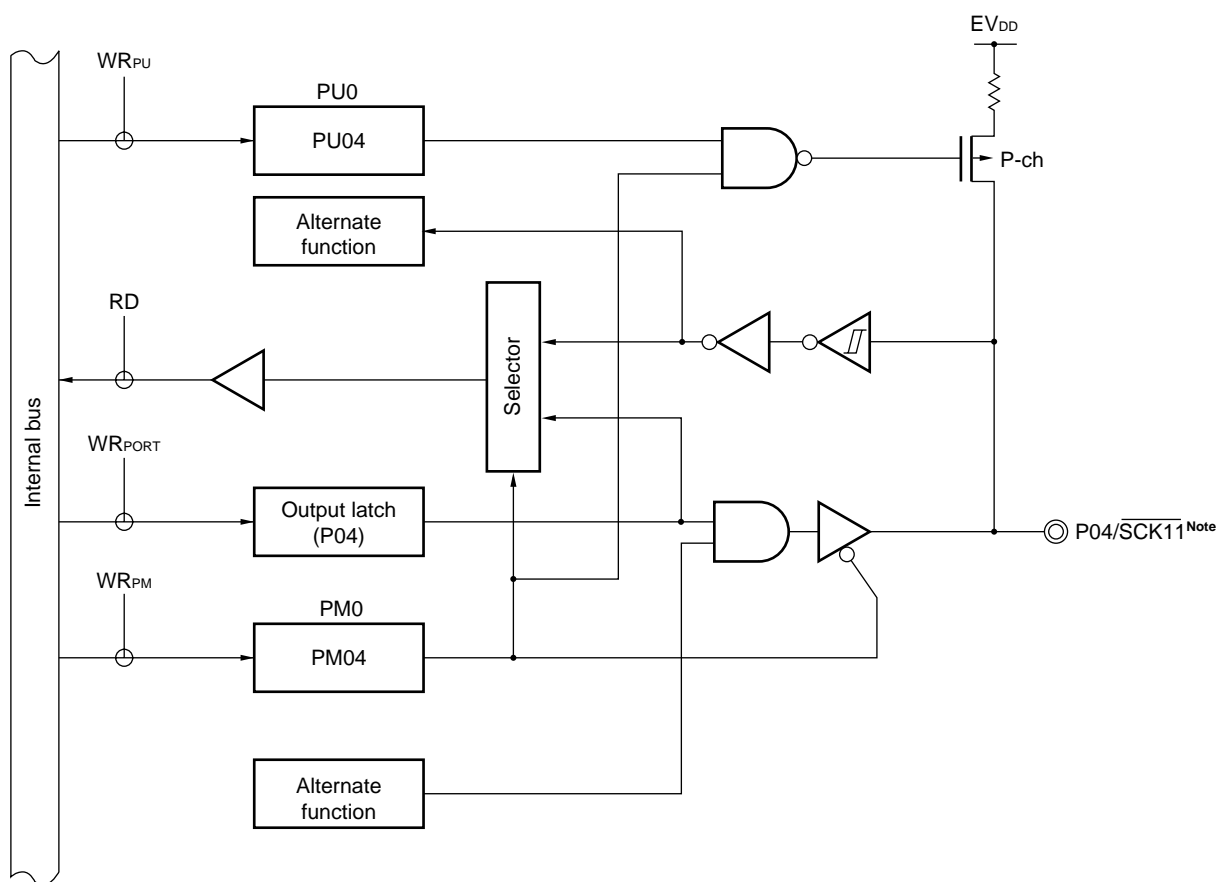 EVDD
WRPU
PU0
PU04
P-ch
Alternate
function
RD
Selector
Internal bus
WRPORT
Output latch
(P04)
P04/SCK11Note
WRPM
PM0
PM04
Alternate
function